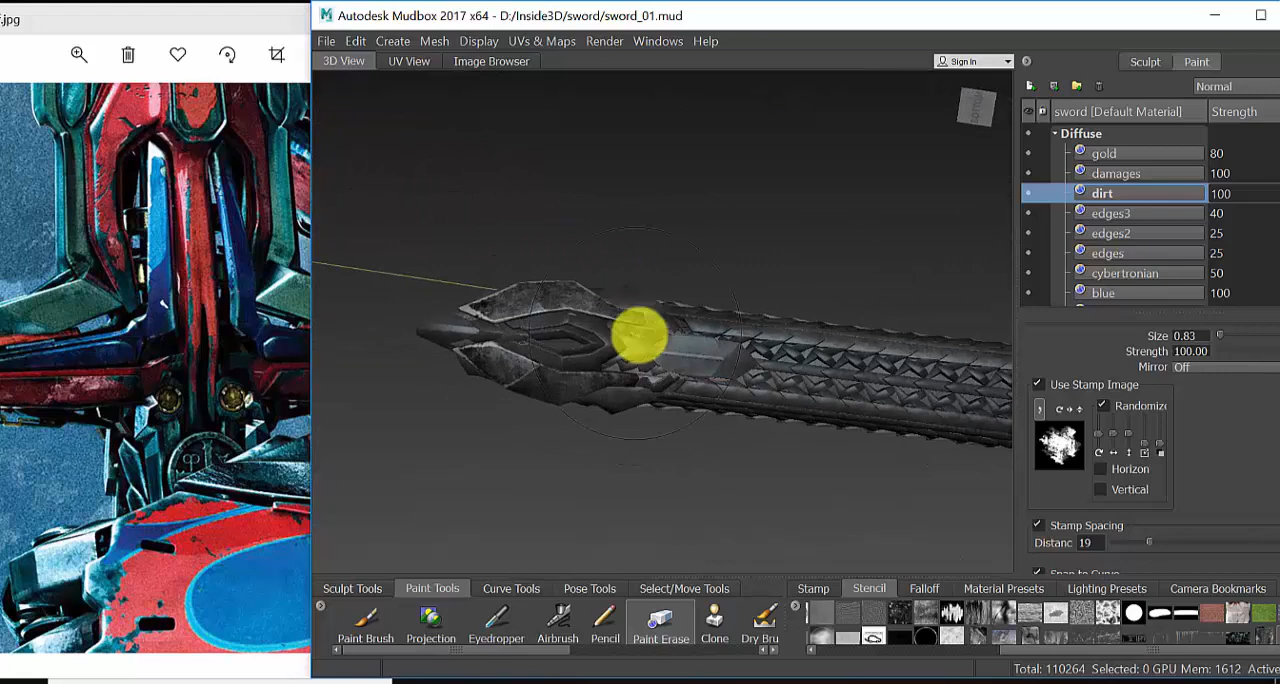 f.jpg
Autodesk Mudbox 2017 x64 - D:/Inside3D/sword/sword_01.mud
File Edit Create Mesh Display UVs & Maps Render Windows Help
3D View UV View Image Browser Sign In
Sculpt Paint
Normal
sword [Default Material] Strength
Diffuse
gold 80
damages 100
dirt 100
edges3 40
edges2 25
edges 25
cybertronian 50
blue 100
Size 0.83
Strength 100.00
Mirror Off
Use Stamp Image
Randomize
Horizon
Vertical
Stamp Spacing
Distanc 19
Snap to Curve
Sculpt Tools Paint Tools Curve Tools Pose Tools Select/Move Tools Stamp Stencil Falloff Material Presets Lighting Presets Camera Bookmarks
Paint Brush Projection Eyedropper Airbrush Pencil Paint Erase Clone Dry Bru
Total: 110264 Selected: 0 GPU Mem: 1612 Active